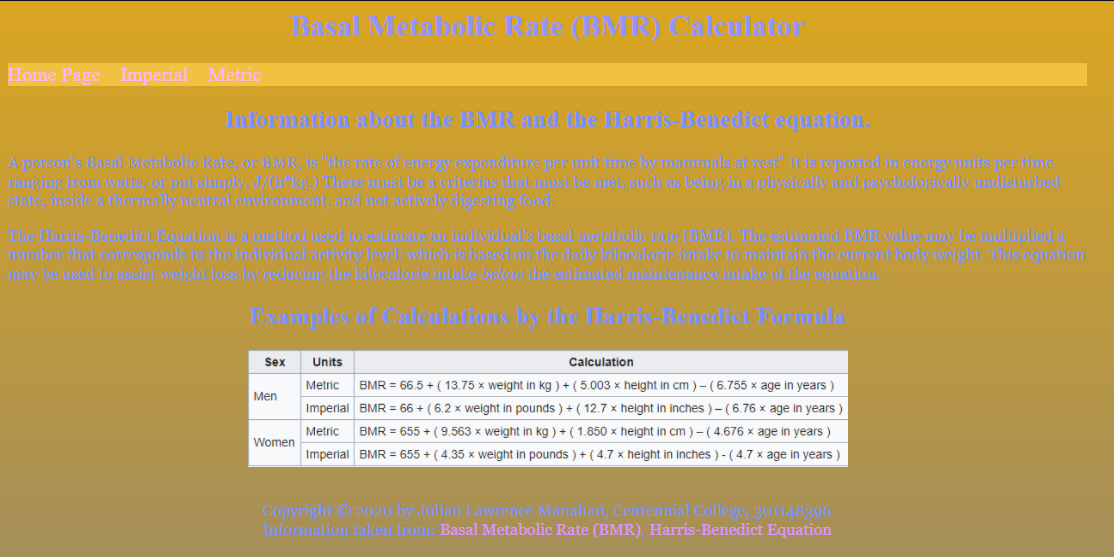 Basal Metabolic Rate (BMR) Calculator
Home Page Imperial Metric
Information about the BMR and the Harris-Benedict equation.
A person's Basal Metabolic Rate, or BMR, is "the rate of energy expenditure per unit time by mammals at rest". It is reported in energy units per time
ranging from watts, or put simply, J/(h*kg.) There must be a criterias that must be met, such as being in a physically and psychologically undisturbed
state, inside a thermally neutral environment, and not actively digesting food.
The Harris-Benedict Equation is a method used to estimate an individual's basal metabolic rate (BMR). The estimated BMR value may be multiplied a
number that corresponds to the individual activity level; which is based on the daily kilocalorie intake to maintain the current body weight. This equation
may be used to assist weight loss by reducing the kilocalorie intake below the estimated maintenance intake of the equation.
Examples of Calculations by the Harris-Benedict Formula
Sex Units Calculation
Men Metric BMR = 66.5 + ( 13.75 × weight in kg ) + ( 5.003 × height in cm ) – ( 6.755 × age in years )
Imperial BMR = 66 + ( 6.2 × weight in pounds ) + ( 12.7 × height in inches ) – ( 6.76 × age in years )
Women Metric BMR = 655 + ( 9.563 × weight in kg ) + ( 1.850 × height in cm ) – ( 4.676 × age in years )
Imperial BMR = 655 + ( 4.35 × weight in pounds ) + ( 4.7 × height in inches ) - ( 4.7 × age in years )
Copyright © 2020 by Julian Lawrence Manahan, Centennial College, 301148396
Information taken from: Basal Metabolic Rate (BMR), Harris-Benedict Equation